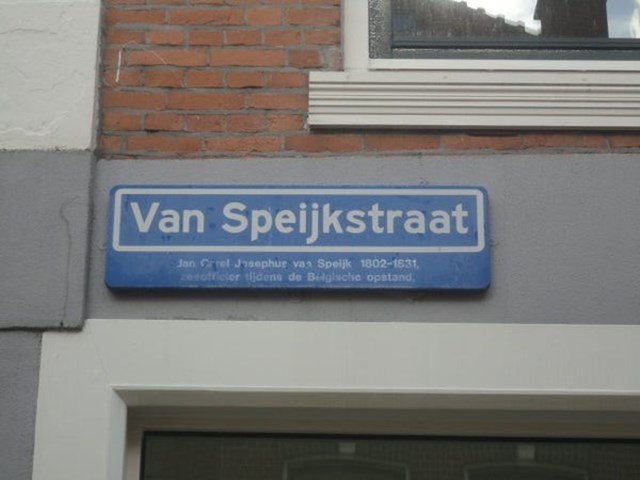 Van Speijkstraat
Jan Carel Josephus van Speijk 1802-1831,
zeeofficier tijdens de Belgische opstand.